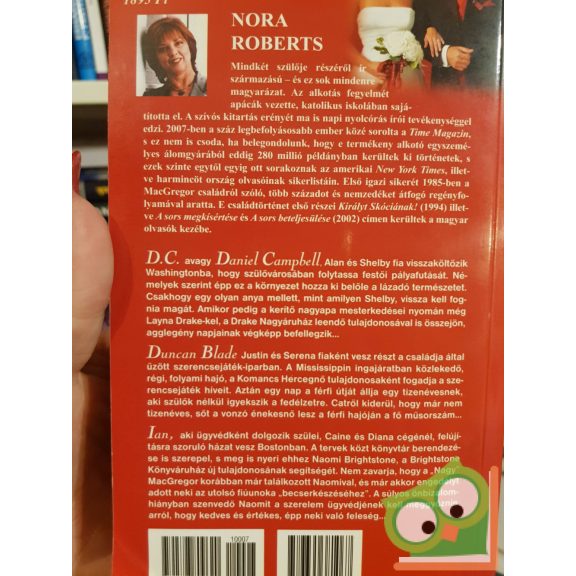 1895 Ft
NORA
ROBERTS
Mindkét szülője részéről ír
származású – és ez sok mindenre
magyarázat. Az alkotás fegyelmét
apácák vezette, katolikus iskolában sajá-
tította el. A szívós kitartás erényét ma is napi nyolcórás írói tevékenységgel
edzi. 2007-ben a száz legbefolyásosabb ember közé sorolta a Time Magazin,
s ez nem is csoda, ha belegondolunk, hogy e termékeny alkotó egyszemé-
lyes álomgyárából eddig 280 millió példányban kerültek ki történetek, s
ezek szinte egytől egyig ott sorakoznak az amerikai New York Times, illet-
ve harmincöt ország olvasóinak sikerlistáin. Első igazi sikerét 1985-ben a
MacGregor családról szóló, több századot és nemzedéket átfogó regényfo-
lyamával aratta. E családtörténet első részei Királyt Skóciának! (1994) illet-
ve A sors megkísértése és A sors beteljesülése (2002) címen kerültek a magyar
olvasók kezébe.
D.C. avagy Daniel Campbell, Alan és Shelby fia visszaköltözik
Washingtonba, hogy szülővárosában folytassa festői pályafutását. Né-
melyek szerint épp ez a környezet hozza ki belőle a lázadó természetet.
Csakhogy egy olyan anya mellett, mint amilyen Shelby, vissza kell fog-
nia magát. Amikor pedig a kerítő nagyapa mesterkedései nyomán még
Layna Drake-kel, a Drake Nagyáruház leendő tulajdonosával is összejön,
agglegény napjainak végképp befellegzik...
Duncan Blade Justin és Serena fiaként vesz részt a családja által
űzött szerencsejáték-iparban. A Mississippin ingajáratban közlekedő,
régi, folyami hajó, a Komancs Hercegnő tulajdonosaként fogadja a sze-
rencsejáték híveit. Aztán egy nap a férfi útját állja egy tizenévesnek,
aki szülők nélkül igyekszik a fedélzetre. Catről kiderül, hogy már nem
tizenéves, sőt a vonzó énekesnő lesz a férfi hajóján a fő műsorszám...
Ian, aki ügyvédként dolgozik szülei, Caine és Diana cégénél, felújí-
tásra szoruló házat vesz Bostonban. A tervek közt könyvtár berendezé-
se is szerepel, s meg is nyeri ehhez Naomi Brightstone, a Brightstone
Könyváruház új tulajdonosának segítségét. Nem zavarja, hogy a „Nagy"
MacGregor korábban már találkozott Naomival, és már akkor engedélyt
adott neki az utolsó fiúunoka „becserkészéséhez". A súlyos önbizalom-
hiányban szenvedő Naomit a szerelem ügyvédjének kell meggyőznie
arról, hogy kedves és értékes, épp neki való feleség...
10007